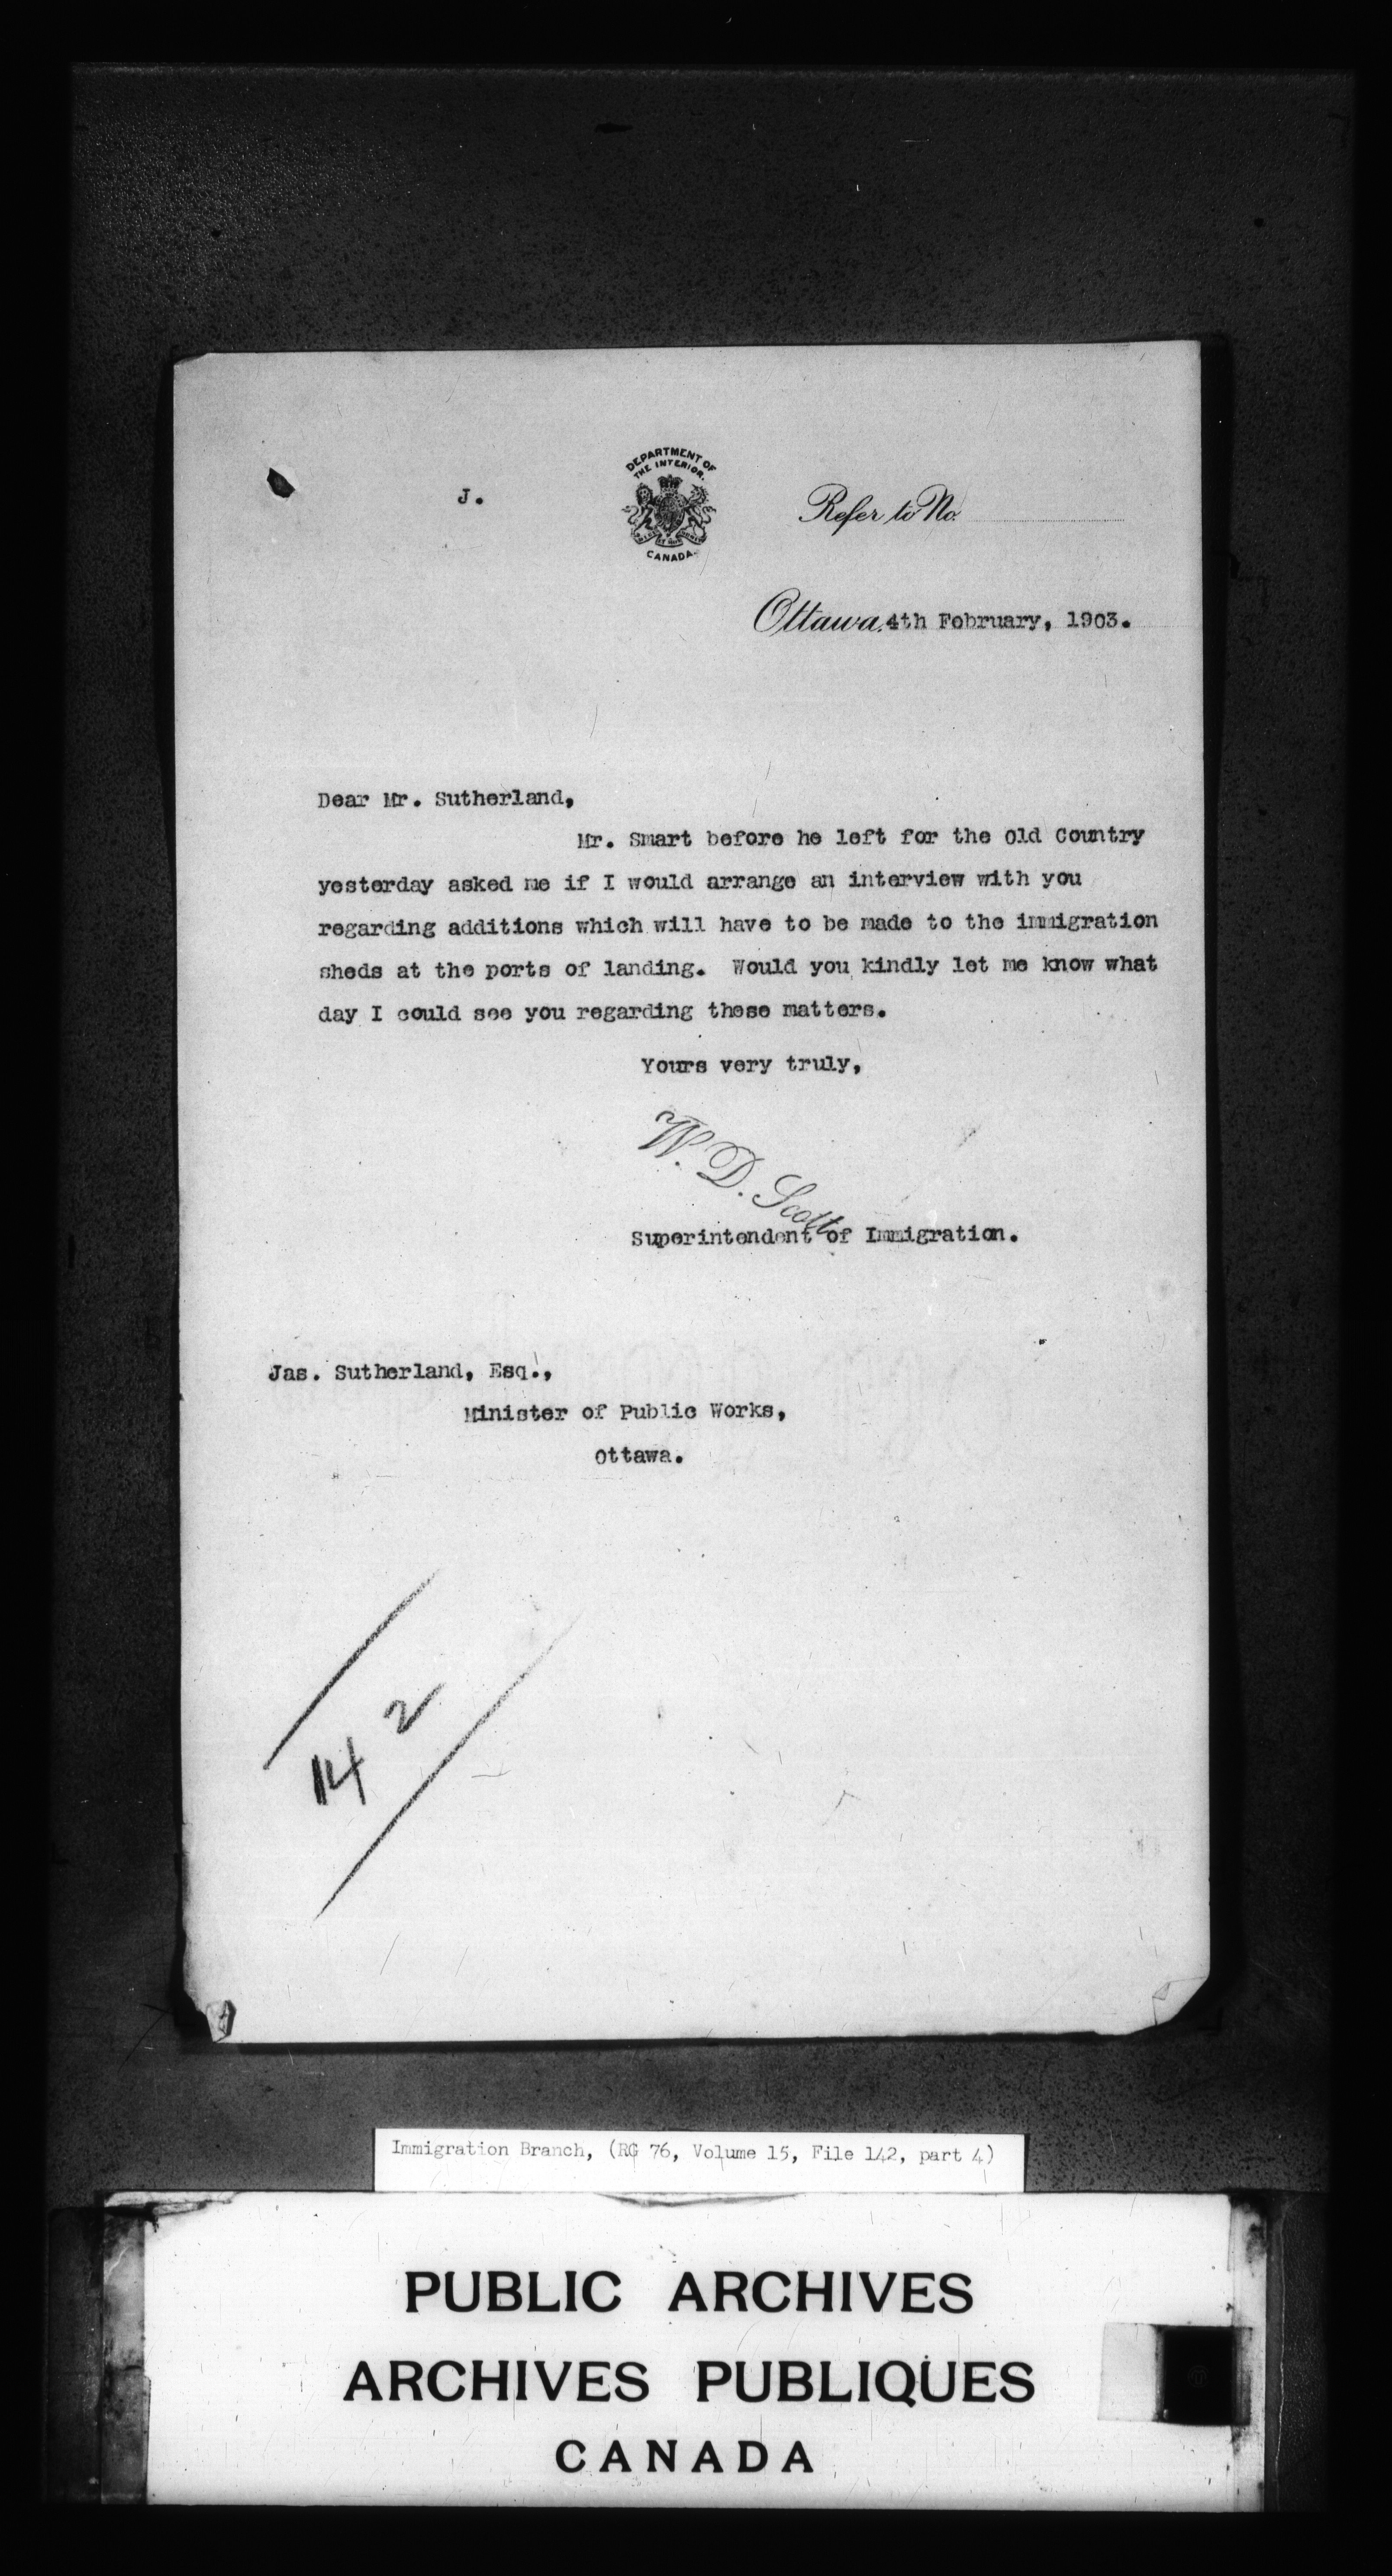 J.
DEPARTMENT OF
THE INTERIOR.
CANADA.
Refer to No.
Ottawa, 4th February, 1903.
Dear Mr. Sutherland,
Mr. Smart before he left for the Old Country
yesterday asked me if I would arrange an interview with you
regarding additions which will have to be made to the immigration
sheds at the ports of landing. Would you kindly let me know what
day I could see you regarding these matters.
Yours very truly,
W. D. Scott
Superintendent of Immigration.
Jas. Sutherland, Esq.,
Minister of Public Works,
Ottawa.
142
Immigration Branch, (RG 76, Volume 15, File 142, part 4)
PUBLIC ARCHIVES
ARCHIVES PUBLIQUES
CANADA